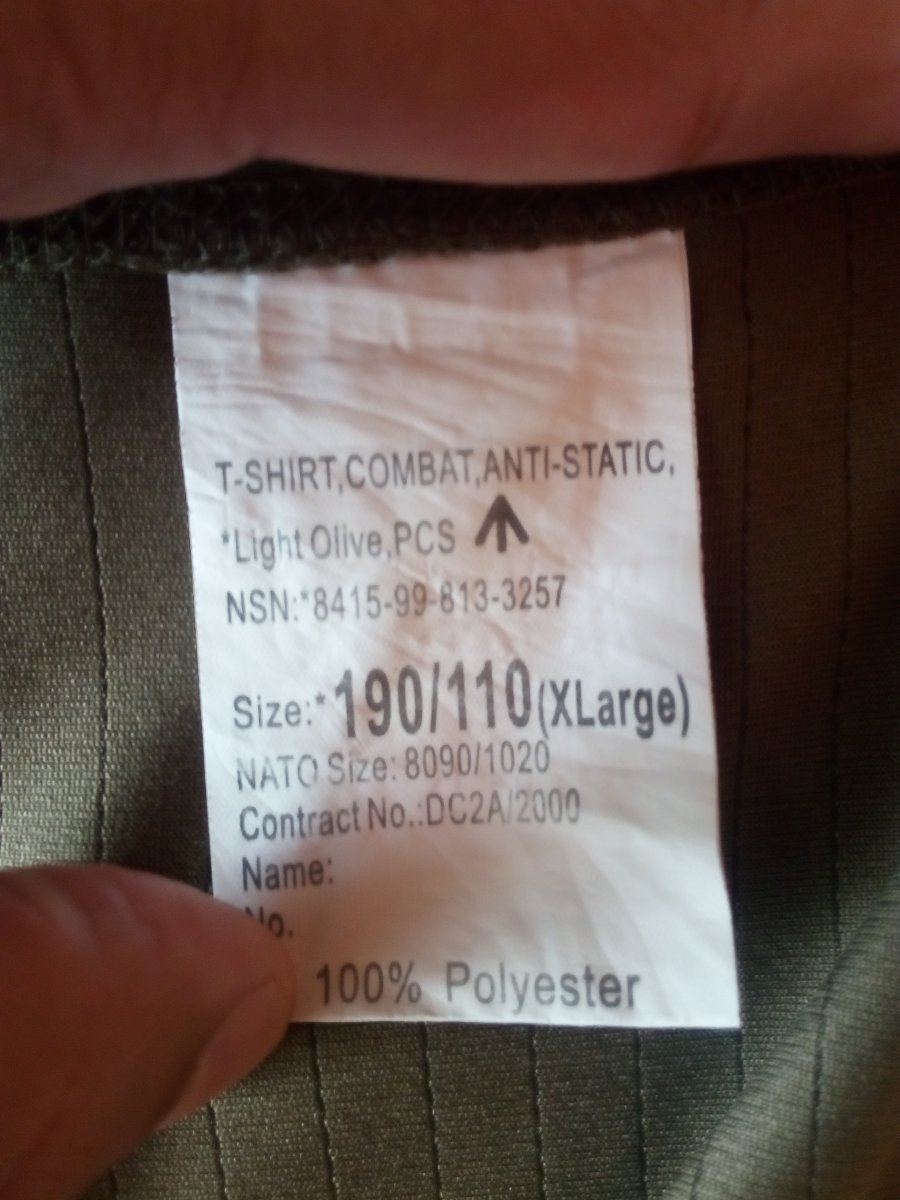 T-SHIRT,COMBAT,ANTI-STATIC,
*Light Olive,PCS
NSN:*8415-99-813-3257
Size:*190/110(XLarge)
NATO Size: 8090/1020
Contract No.:DC2A/2000
Name:
No.
100% Polyester